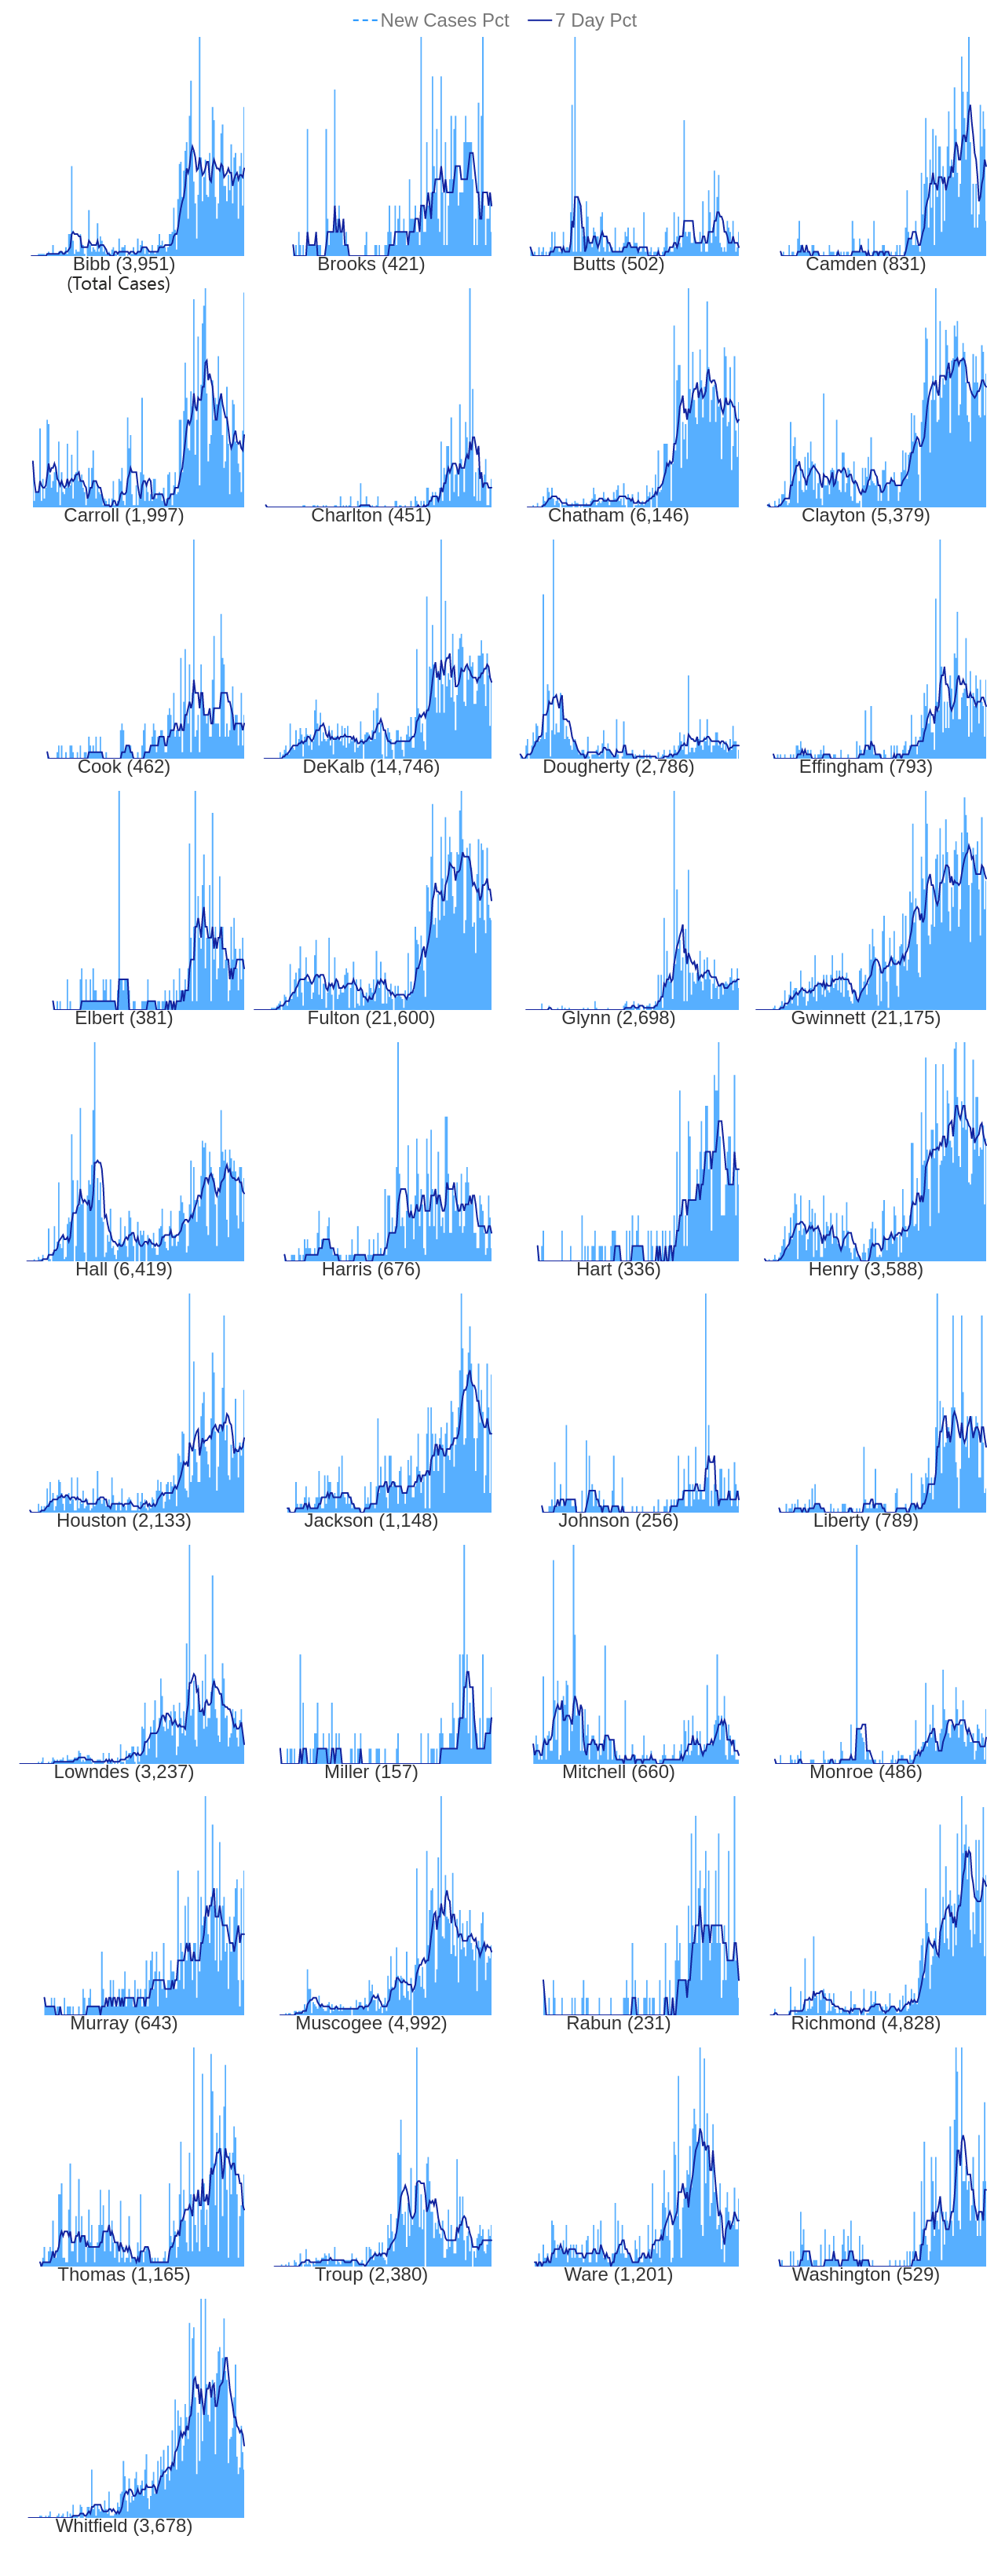 New Cases Pct 7 Day Pct
Bibb (3,951) Brooks (421) Butts (502) Camden (831)
(Total Cases)
Carroll (1,997) Charlton (451) Chatham (6,146) Clayton (5,379)
Cook (462) DeKalb (14,746) Dougherty (2,786) Effingham (793)
Elbert (381) Fulton (21,600) Glynn (2,698) Gwinnett (21,175)
Hall (6,419) Harris (676) Hart (336) Henry (3,588)
Houston (2,133) Jackson (1,148) Johnson (256) Liberty (789)
Lowndes (3,237) Miller (157) Mitchell (660) Monroe (486)
Murray (643) Muscogee (4,992) Rabun (231) Richmond (4,828)
Thomas (1,165) Troup (2,380) Ware (1,201) Washington (529)
Whitfield (3,678)